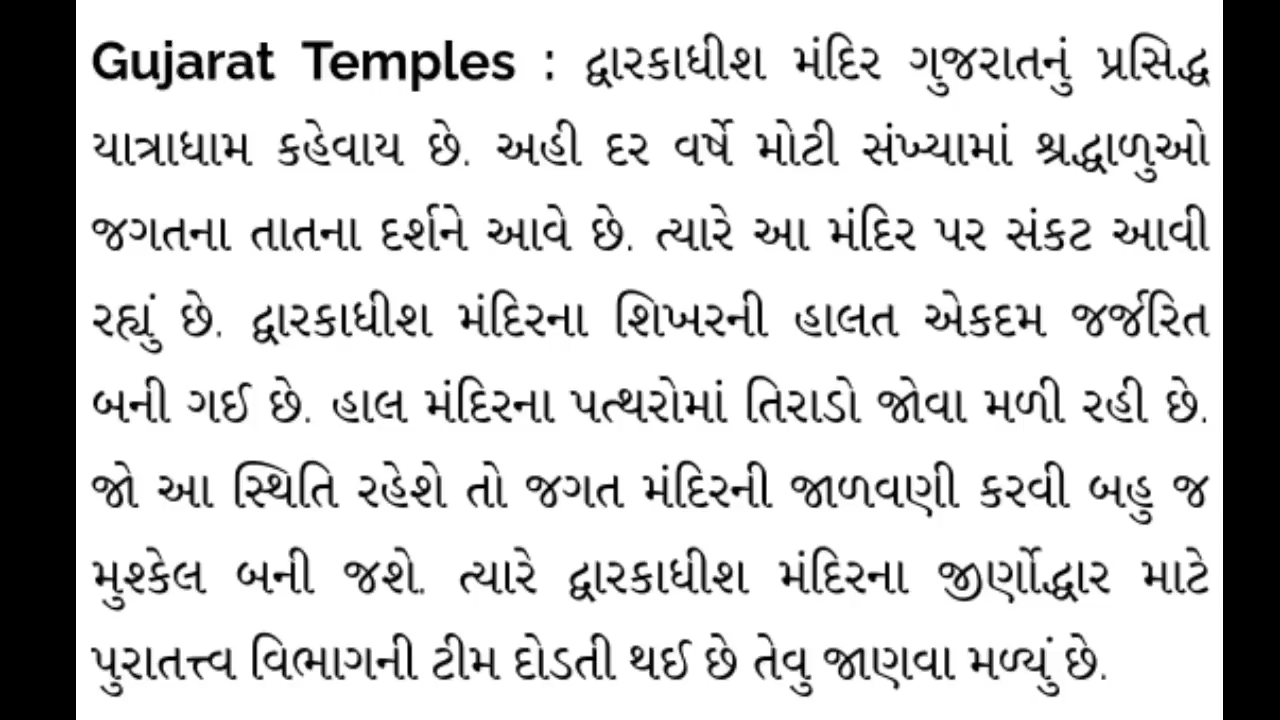 Gujarat Temples : દ્વારકાધીશ મંદિર ગુજરાતનું પ્રસિદ્ધ
યાત્રાધામ કહેવાય છે. અહી દર વર્ષે મોટી સંખ્યામાં શ્રદ્ધાળુઓ
જગતના તાતના દર્શને આવે છે. ત્યારે આ મંદિર પર સંકટ આવી
રહ્યું છે. દ્વારકાધીશ મંદિરના શિખરની હાલત એકદમ જર્જરિત
બની ગઈ છે. હાલ મંદિરના પત્થરોમાં તિરાડો જોવા મળી રહી છે.
જો આ સ્થિતિ રહેશે તો જગત મંદિરની જાળવણી કરવી બહુ જ
મુશ્કેલ બની જશે. ત્યારે દ્વારકાધીશ મંદિરના જીર્ણોદ્ધાર માટે
પુરાતત્ત્વ વિભાગની ટીમ દોડતી થઈ છે તેવુ જાણવા મળ્યું છે.